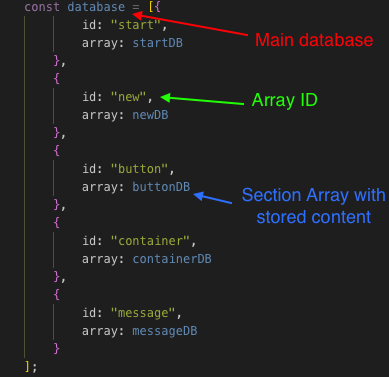 const database = [{
id: "start",
Main database
array: startDB
},
{
id: "new",
Array ID
array: newDB
},
{
id: "button",
array: buttonDB
Section Array with
stored content
},
{
id: "container",
array: containerDB
},
{
id: "message",
array: messageDB
}
];